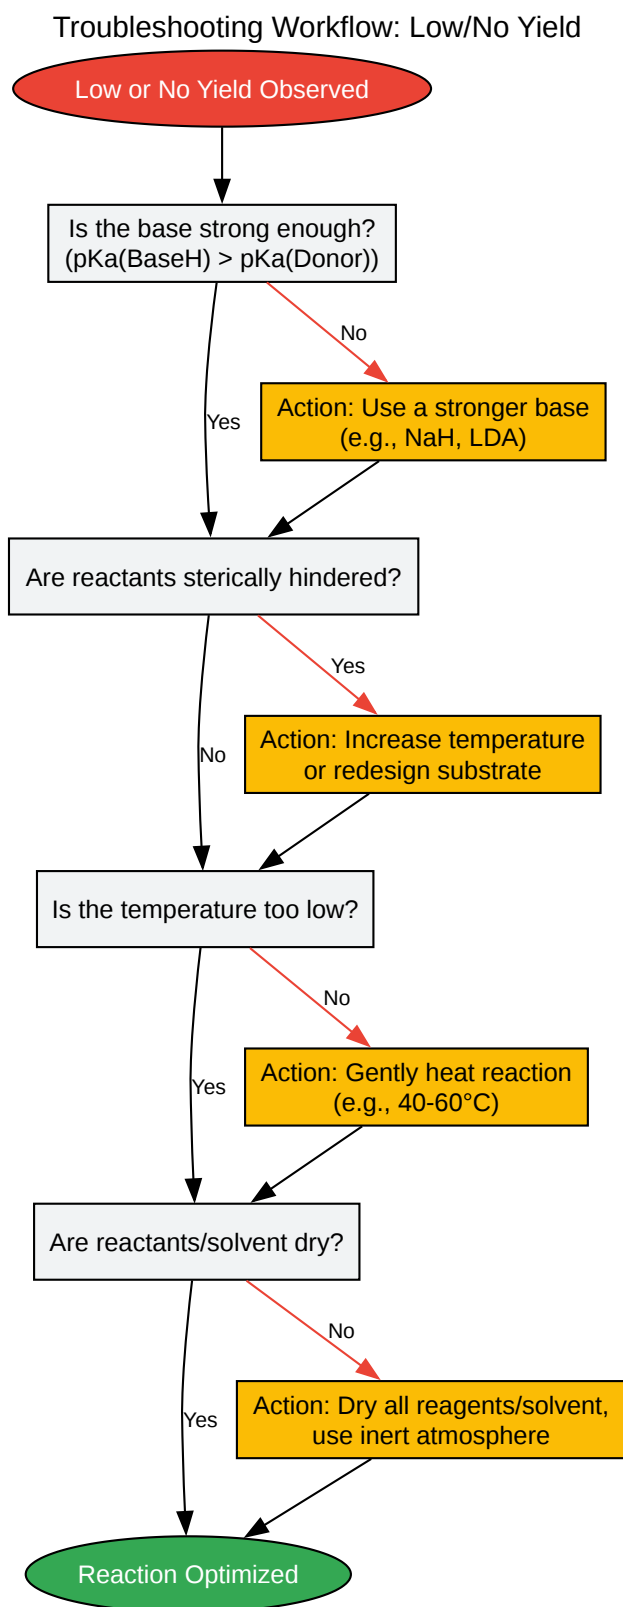 Troubleshooting Workflow: Low/No Yield
Low or No Yield Observed
Is the base strong enough?
(pKa(BaseH) > pKa(Donor))
No
Action: Use a stronger base
(e.g., NaH, LDA)
Yes
Are reactants sterically hindered?
Yes
Action: Increase temperature
or redesign substrate
No
Is the temperature too low?
No
Action: Gently heat reaction
(e.g., 40-60°C)
Yes
Are reactants/solvent dry?
No
Action: Dry all reagents/solvent,
use inert atmosphere
Yes
Reaction Optimized